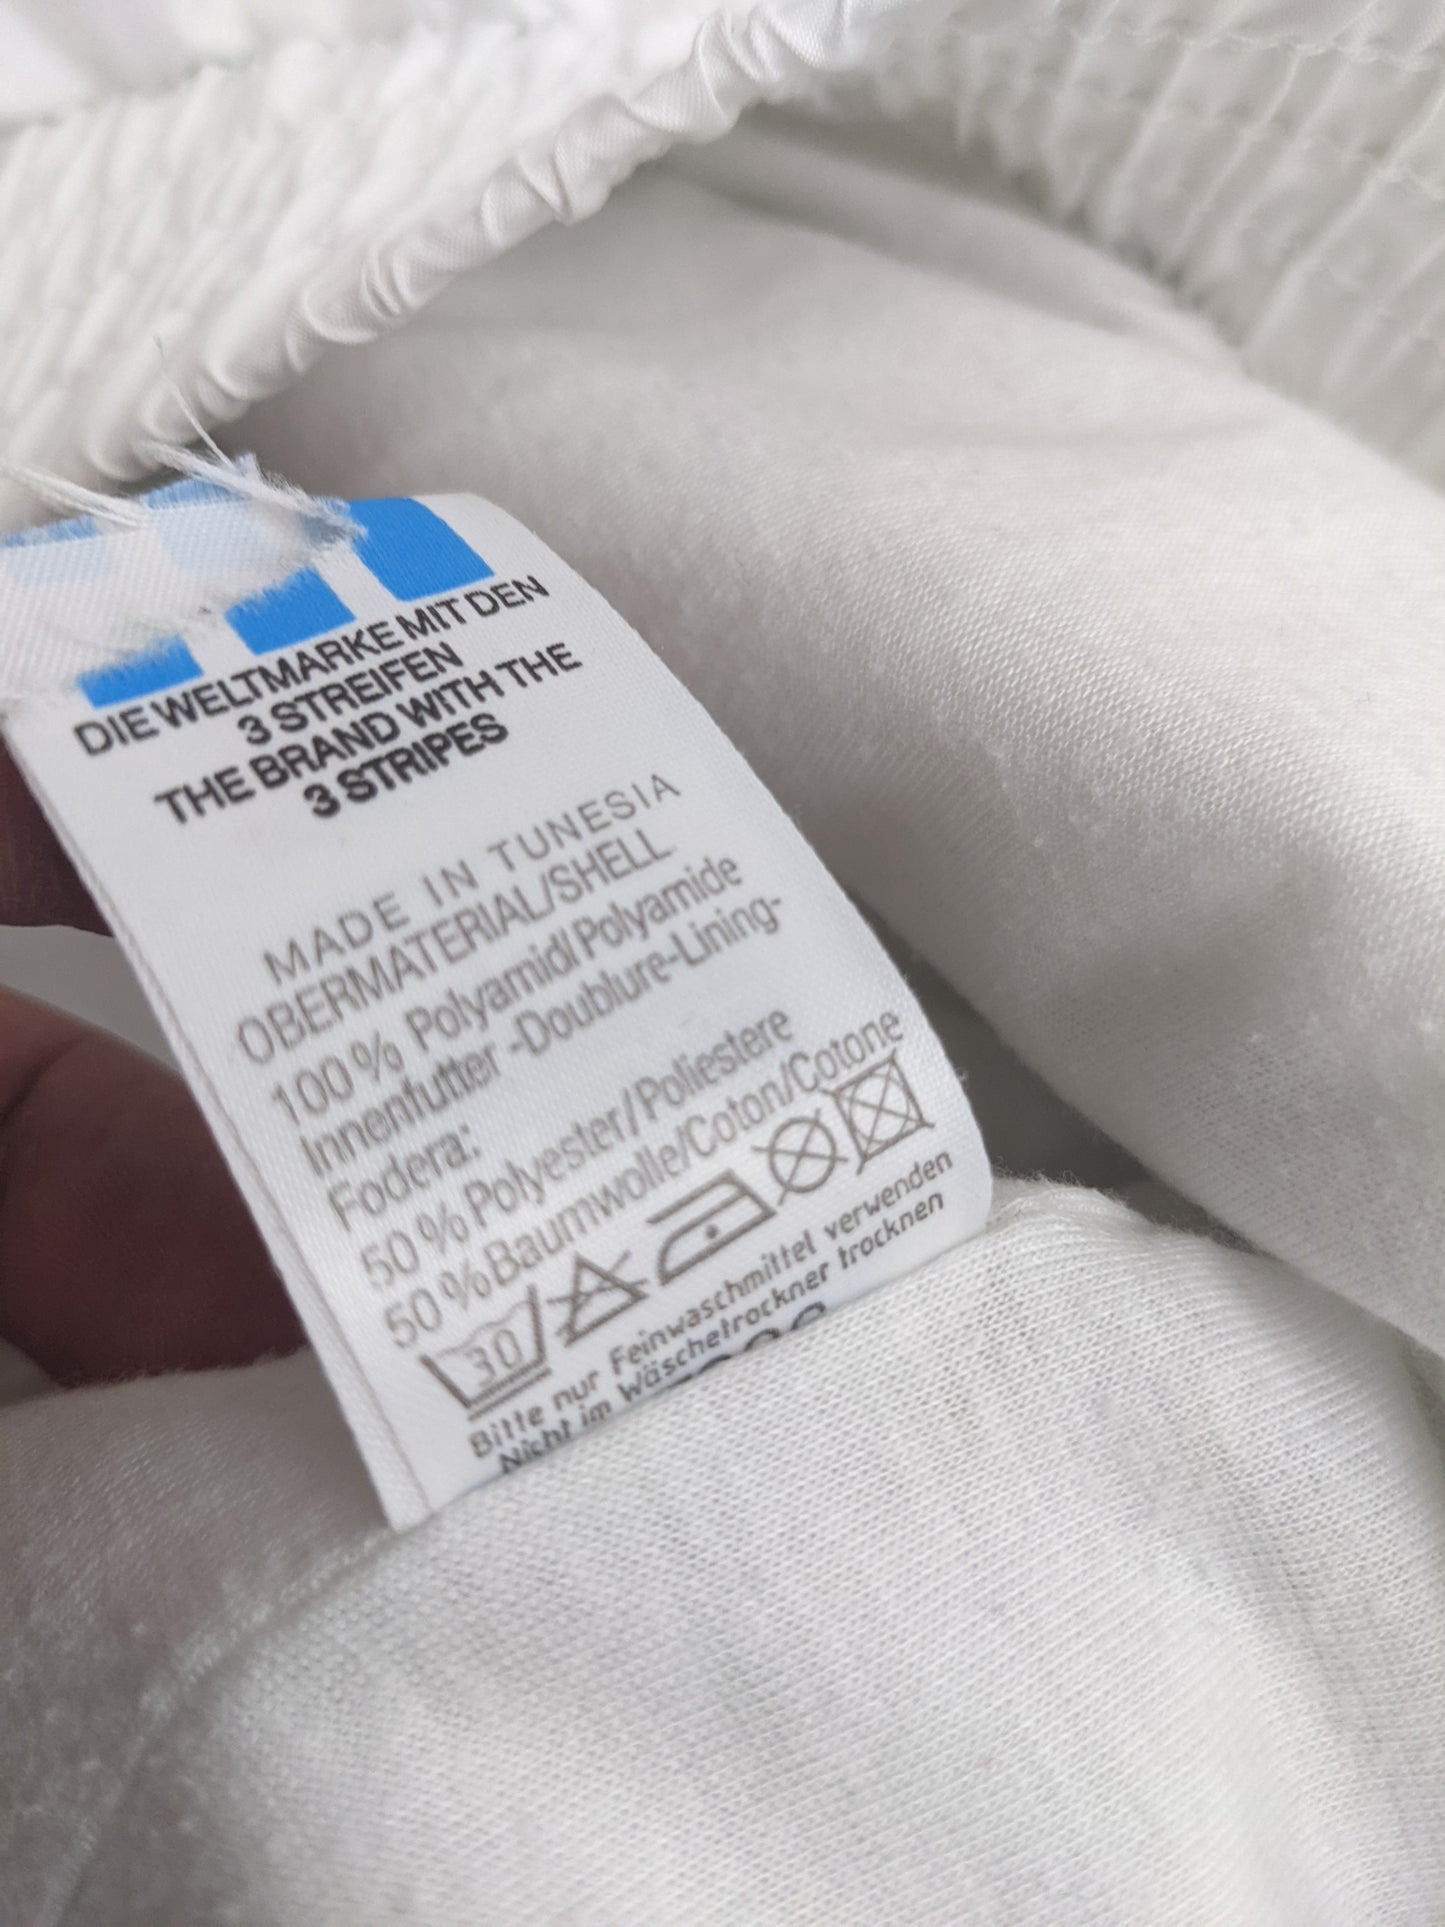 DIE WELTMARKE MIT DEN
3 STREIFEN
THE BRAND WITH THE
3 STRIPES
MADE IN TUNESIA
OBERMATERIAL/SHELL
100% Polyamid/Polyamide
Innenfutter-Doublure-Lining-
Fodera:
50% Polyester/Poliestere
50%Baumwolle/Coton/Cotone
30
Bitte nur Feinwaschmittel verwenden
Nicht im Wäschetrockner trocknen